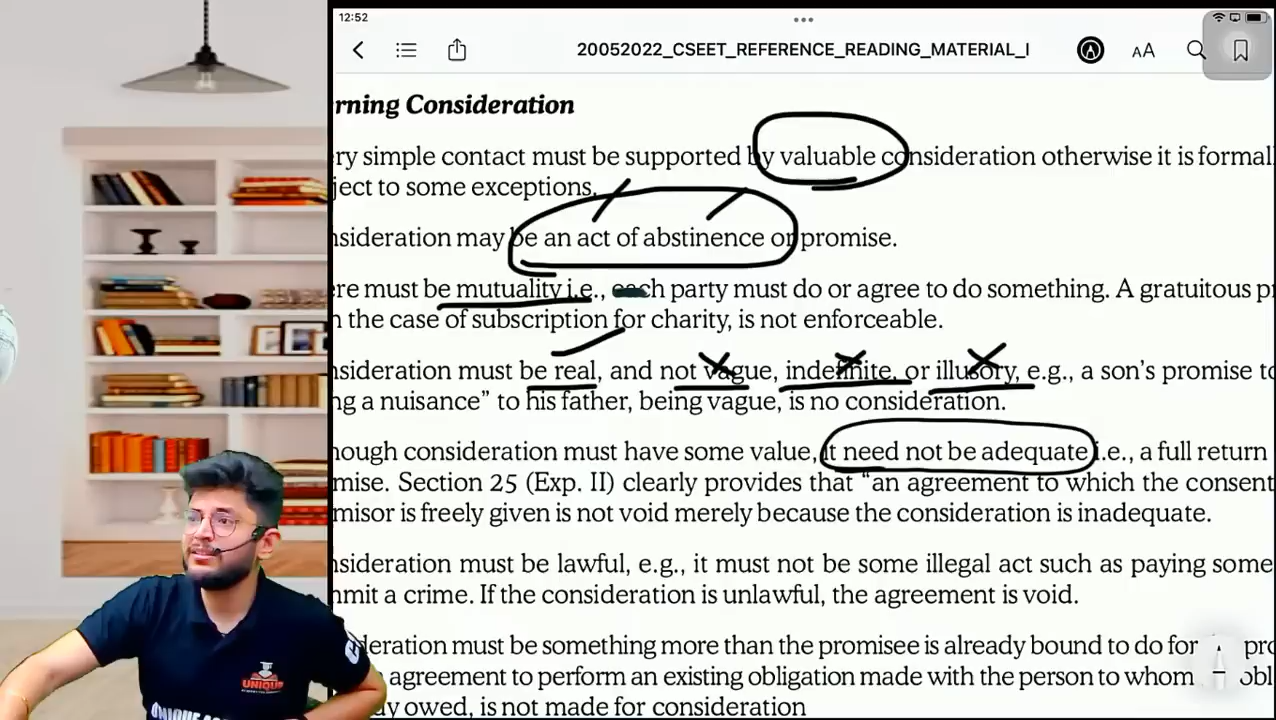 12:52
20052022_CSEET_REFERENCE_READING_MATERIAL_I
AA
rning Consideration
ry simple contact must be supported by valuable consideration otherwise it is formall
ject to some exceptions.
nsideration may be an act of abstinence or promise.
ere must be mutuality i.e., each party must do or agree to do something. A gratuitous p
n the case of subscription for charity, is not enforceable.
nsideration must be real, and not vague, indefinite, or illusory, e.g., a son's promise to
ng a nuisance” to his father, being vague, is no consideration.
hough consideration must have some value, it need not be adequate i.e., a full return
mise. Section 25 (Exp. II) clearly provides that “an agreement to which the consent
misor is freely given is not void merely because the consideration is inadequate.
nsideration must be lawful, e.g., it must not be some illegal act such as paying some
mmit a crime. If the consideration is unlawful, the agreement is void.
deration must be something more than the promisee is already bound to do for pro
agreement to perform an existing obligation made with the person to whom obl
dy owed, is not made for consideration
UNIQUE